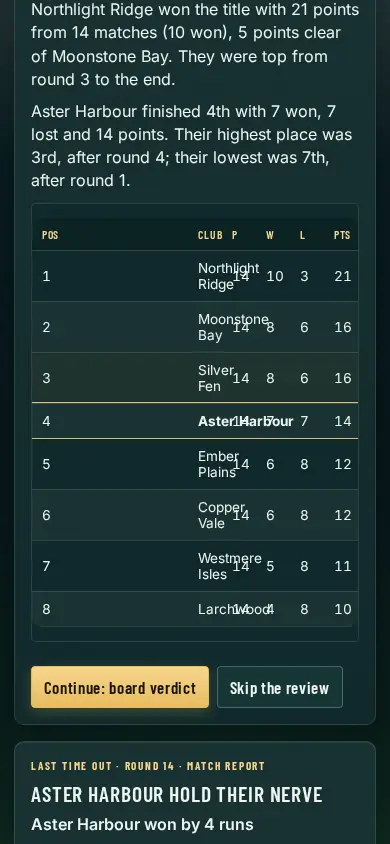 Northlight Ridge won the title with 21 points
from 14 matches (10 won), 5 points clear
of Moonstone Bay. They were top from
round 3 to the end.
Aster Harbour finished 4th with 7 won, 7
lost and 14 points. Their highest place was
3rd, after round 4; their lowest was 7th,
after round 1.
POS CLUB P W L PTS
1 Northlight Ridge 14 10 3 21
2 Moonstone Bay 14 8 6 16
3 Silver Fen 14 8 6 16
4 Aster Harbour 14 7 7 14
5 Ember Plains 14 6 8 12
6 Copper Vale 14 6 8 12
7 Westmere Isles 14 5 8 11
8 Larchwood 14 4 8 10
Continue: board verdict Skip the review
LAST TIME OUT · ROUND 14 · MATCH REPORT
ASTER HARBOUR HOLD THEIR NERVE
Aster Harbour won by 4 runs